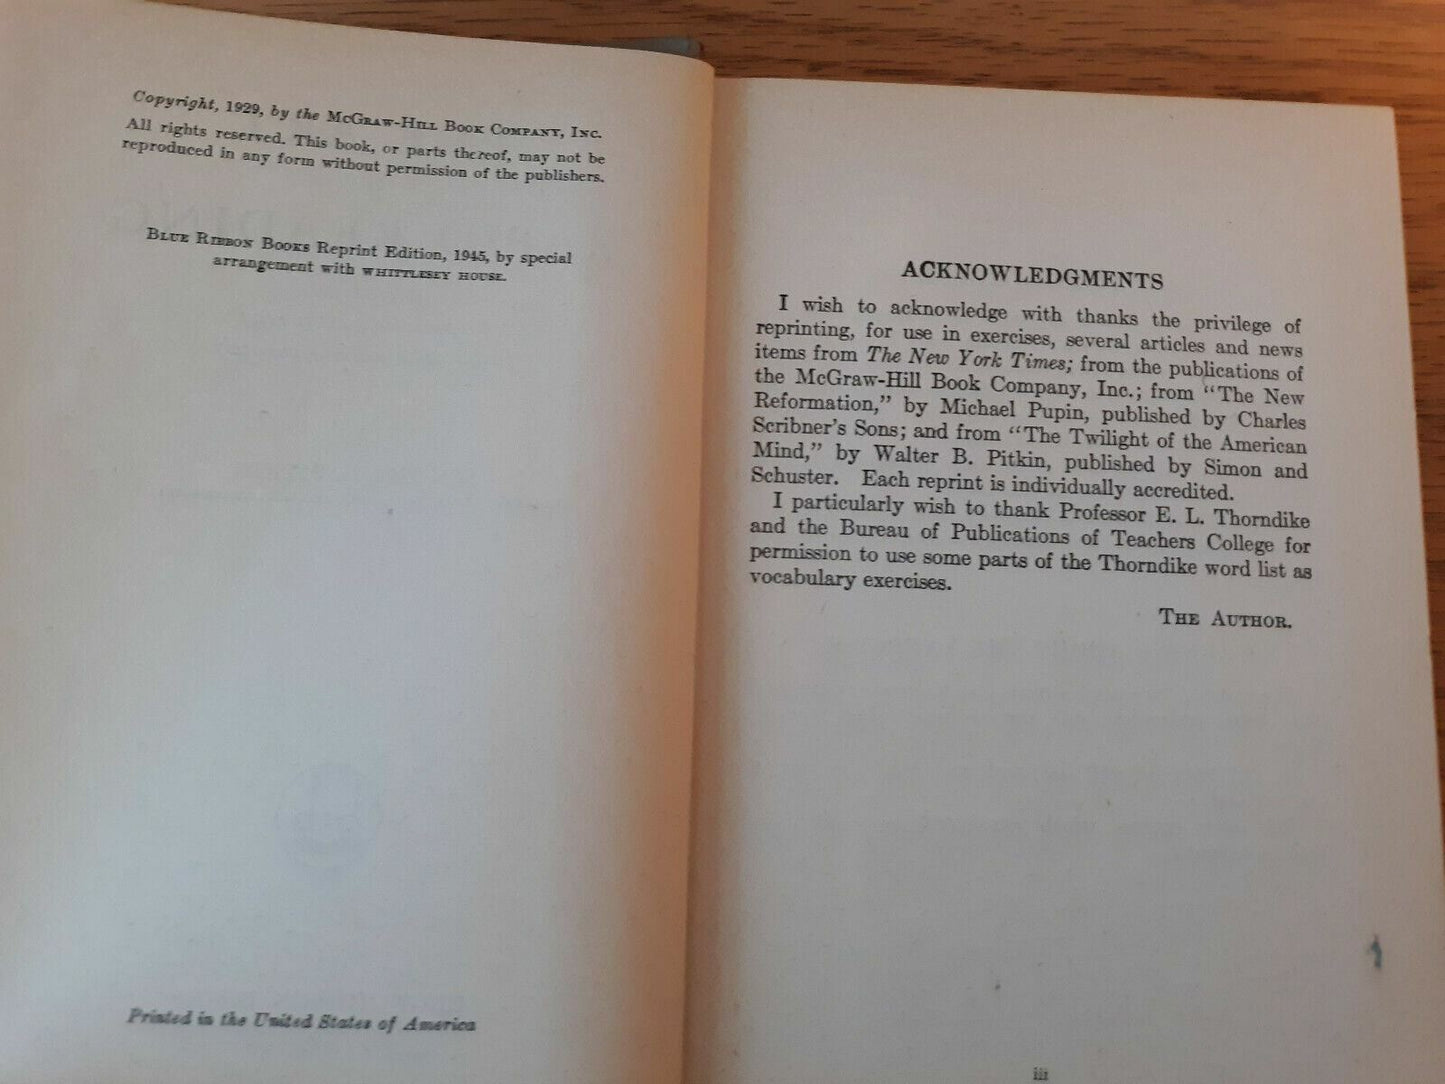 Copyright, 1929, by the McGraw-Hill Book Company, Inc.
All rights reserved. This book, or parts thereof, may not be
reproduced in any form without permission of the publishers.
Blue Ribbon Books Reprint Edition, 1945, by special
arrangement with WHITTLESEY HOUSE.
Printed in the United States of America
ACKNOWLEDGMENTS
I wish to acknowledge with thanks the privilege of
reprinting, for use in exercises, several articles and news
items from The New York Times; from the publications of
the McGraw-Hill Book Company, Inc.; from "The New
Reformation," by Michael Pupin, published by Charles
Scribner's Sons; and from "The Twilight of the American
Mind," by Walter B. Pitkin, published by Simon and
Schuster. Each reprint is individually accredited.
I particularly wish to thank Professor E. L. Thorndike
and the Bureau of Publications of Teachers College for
permission to use some parts of the Thorndike word list as
vocabulary exercises.
The Author.
iii